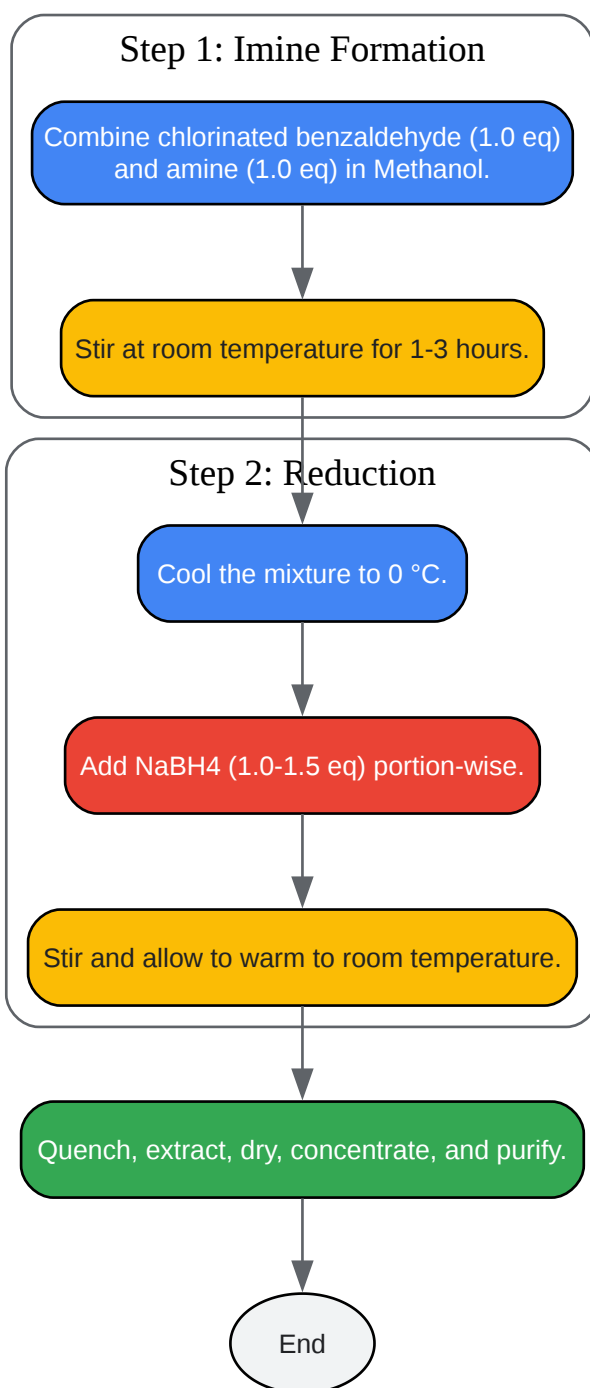 Step 1: Imine Formation
Combine chlorinated benzaldehyde (1.0 eq)
and amine (1.0 eq) in Methanol.
Stir at room temperature for 1-3 hours.
Step 2: Reduction
Cool the mixture to 0 °C.
Add NaBH4 (1.0-1.5 eq) portion-wise.
Stir and allow to warm to room temperature.
Quench, extract, dry, concentrate, and purify.
End